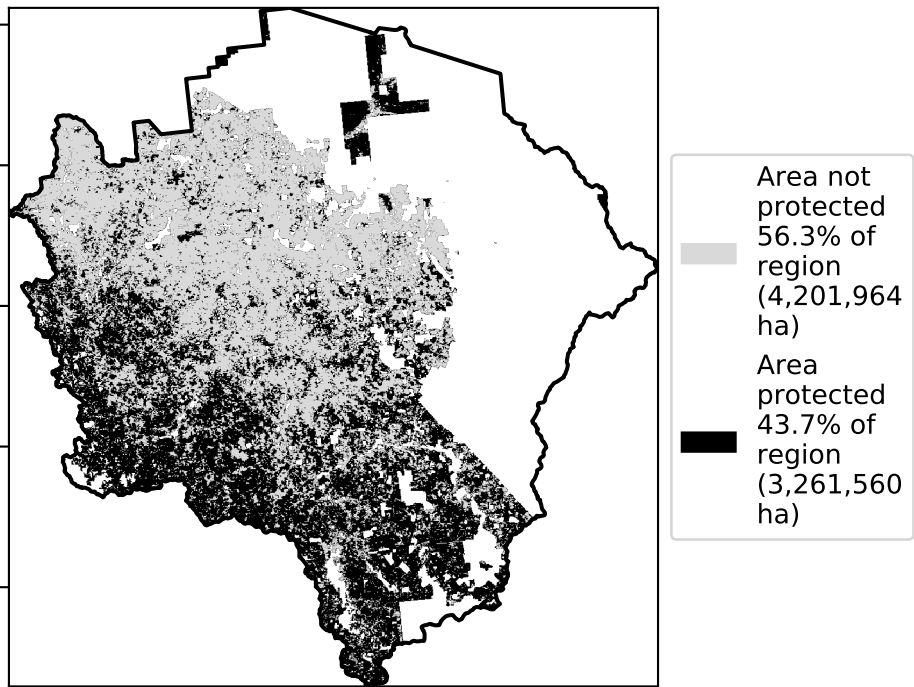 Area not
protected
56.3% of
region
(4,201,964
ha)
Area
protected
43.7% of
region
(3,261,560
ha)